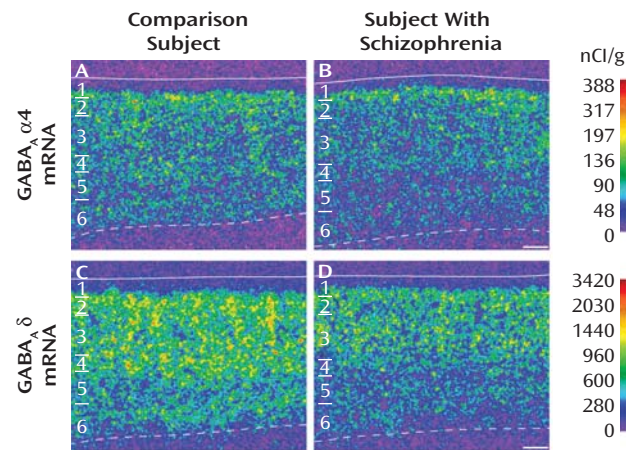 Comparison
Subject
Subject With
Schizophrenia
nCI/g
A
B
1
2
3
4
5
6
1
2
3
4
5
6
GABA_A α4
mRNA
388
317
197
136
90
48
0
C
D
1
2
3
4
5
6
1
2
3
4
5
6
GABA_A δ
mRNA
3420
2030
1440
960
600
280
0